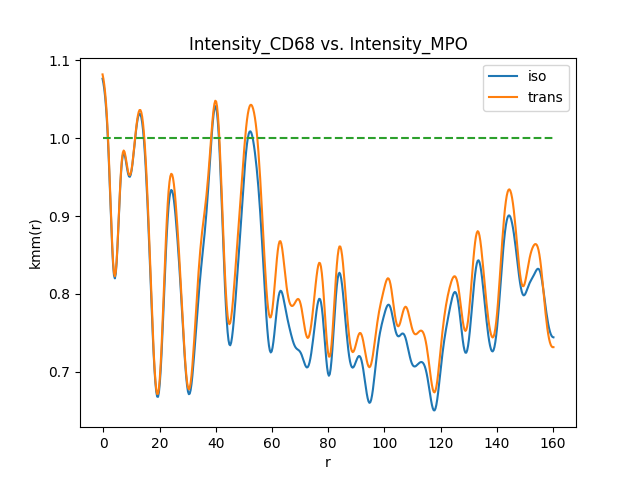 Intensity_CD68 vs. Intensity_MPO
iso
trans
1.1
1.0
0.9
0.8
0.7
kmm(r)
0 20 40 60 80 100 120 140 160
r